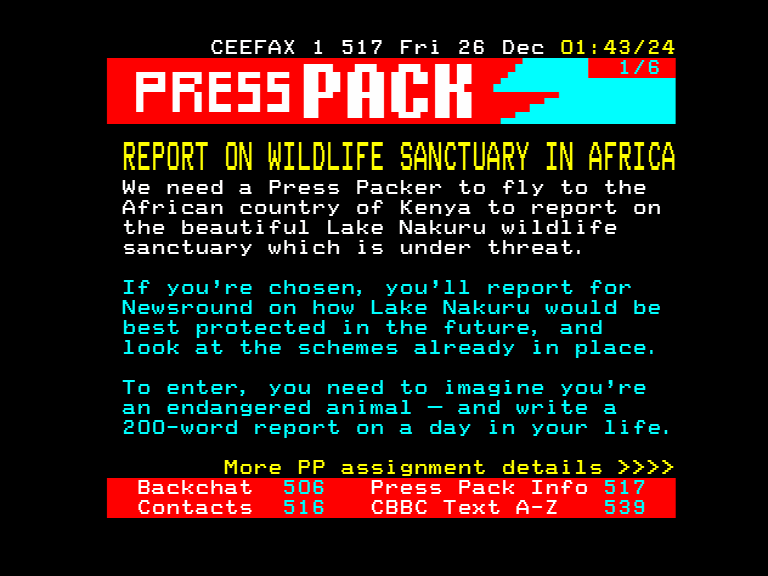 CEEFAX 1 517 Fri 26 Dec 01:43/24
PRESS PACK 1/6
REPORT ON WILDLIFE SANCTUARY IN AFRICA
We need a Press Packer to fly to the
African country of Kenya to report on
the beautiful Lake Nakuru wildlife
sanctuary which is under threat.
If you're chosen, you'll report for
Newsround on how Lake Nakuru would be
best protected in the future, and
look at the schemes already in place.
To enter, you need to imagine you're
an endangered animal – and write a
200-word report on a day in your life.
More PP assignment details >>>>
Backchat 506 Press Pack Info 517
Contacts 516 CBBC Text A-Z 539